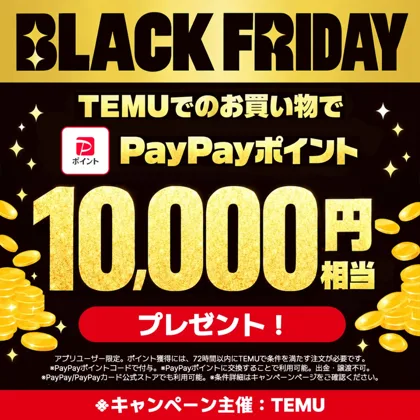 BLACK FRIDAY
TEMUでのお買い物で
ポイント
PayPayポイント
10,000円
相当
プレゼント！
アプリユーザー限定。ポイント獲得には、72時間以内にTEMUで条件を満たす注文が必要です。
※PayPayポイントコードで付与。※PayPayポイントに交換することで利用可能。出金・譲渡不可。
※PayPay/PayPayカード公式ストアでも利用可能。※条件詳細はキャンペーンページをご確認ください。
※キャンペーン主催：TEMU